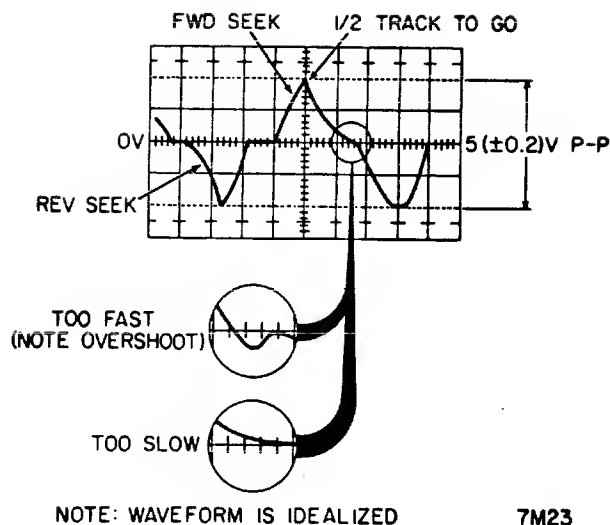 FWD SEEK
1/2 TRACK TO GO
0V
5(±0.2)V P-P
REV SEEK
TOO FAST
(NOTE OVERSHOOT)
TOO SLOW
NOTE: WAVEFORM IS IDEALIZED
7M23